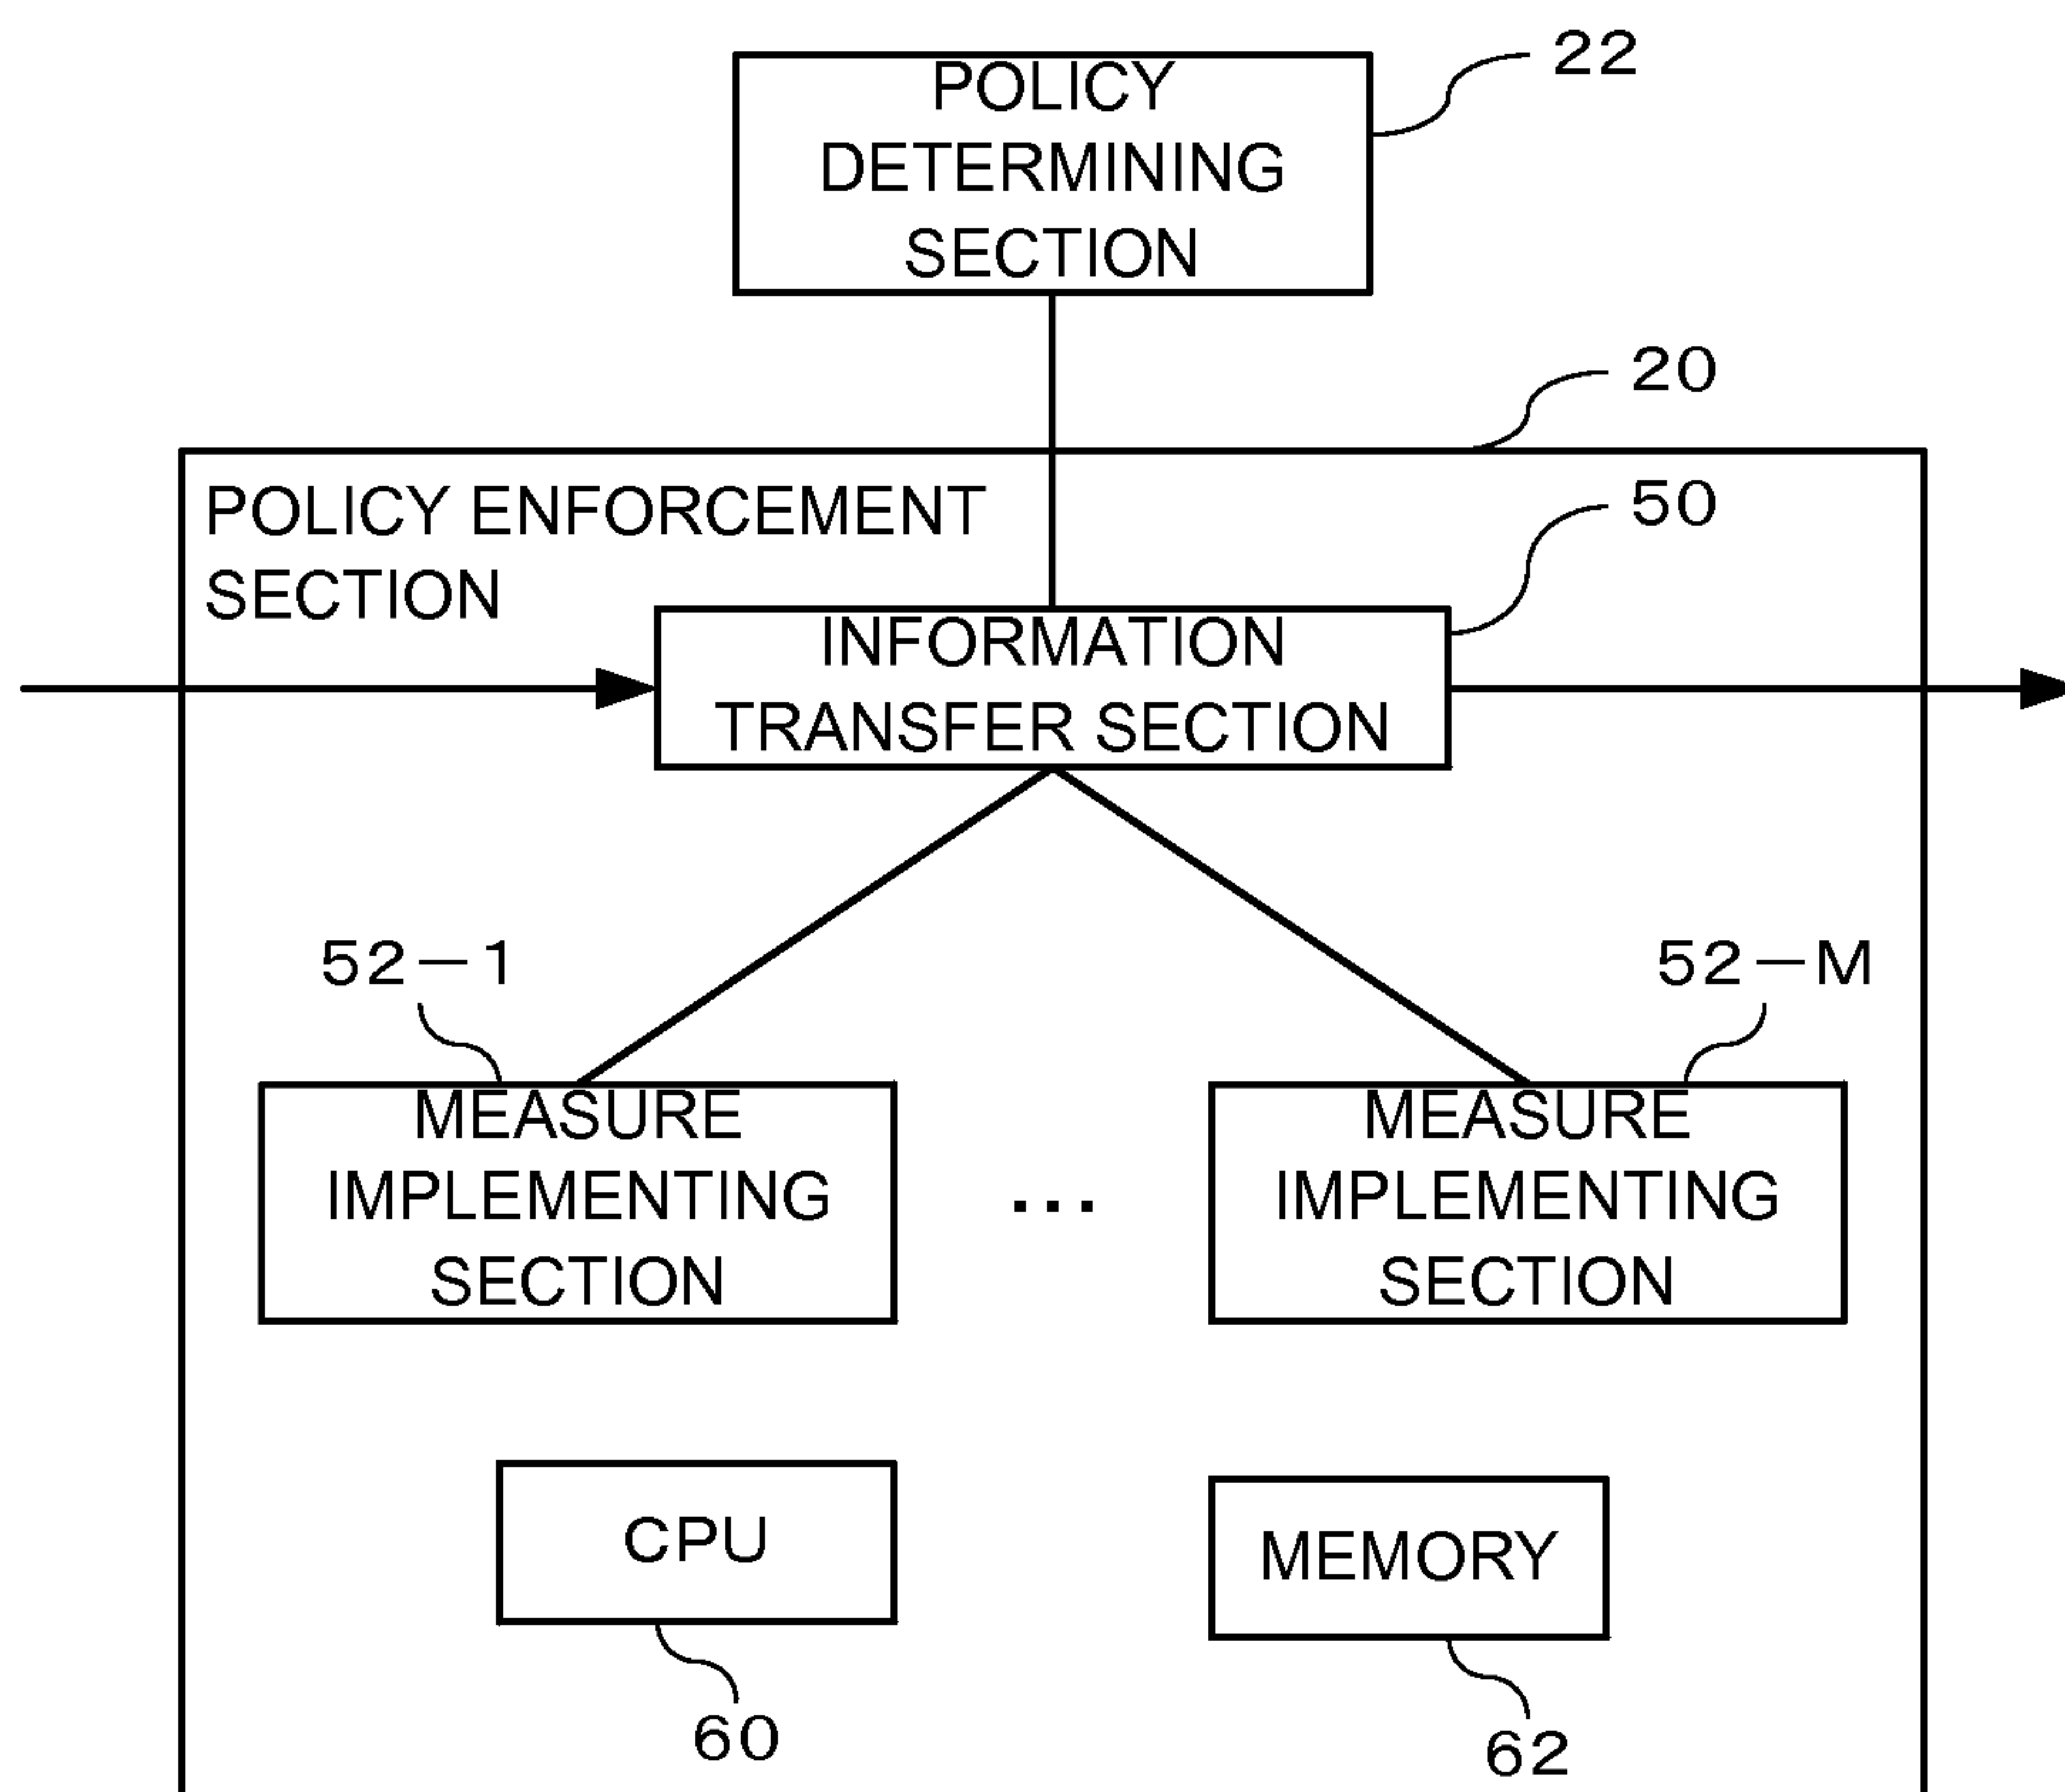 POLICY
DETERMINING
SECTION
22
20
POLICY ENFORCEMENT
SECTION
50
INFORMATION
TRANSFER SECTION
52-1
52-M
MEASURE
IMPLEMENTING
SECTION
...
MEASURE
IMPLEMENTING
SECTION
CPU
MEMORY
60
62